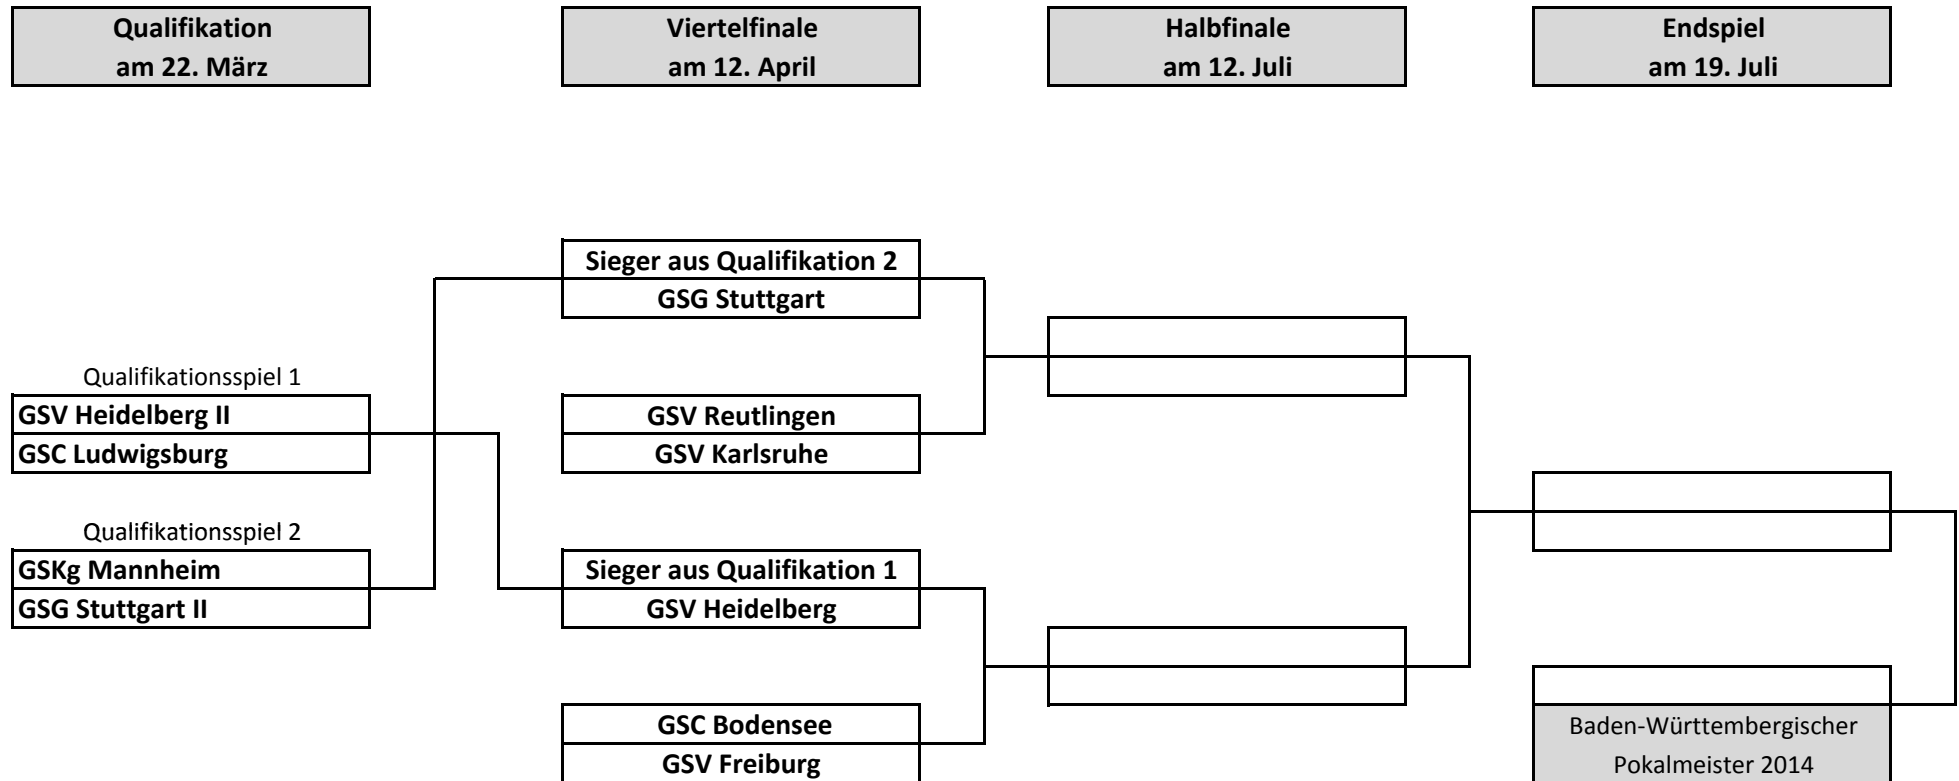 Qualifikation
am 22. März
Viertelfinale
am 12. April
Halbfinale
am 12. Juli
Endspiel
am 19. Juli
Sieger aus Qualifikation 2
GSG Stuttgart
Qualifikationsspiel 1
GSV Heidelberg II
GSC Ludwigsburg
GSV Reutlingen
GSV Karlsruhe
Qualifikationsspiel 2
GSKg Mannheim
GSG Stuttgart II
Sieger aus Qualifikation 1
GSV Heidelberg
GSC Bodensee
GSV Freiburg
Baden-Württembergischer
Pokalmeister 2014